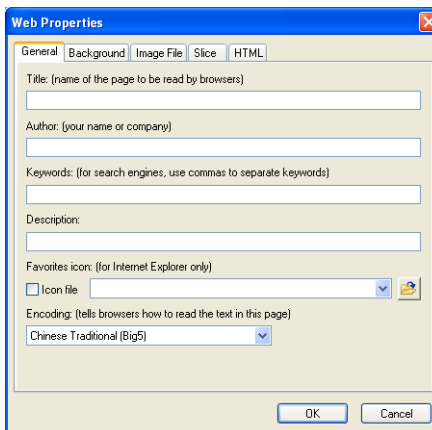 Web Properties
General Background Image File Slice HTML
Title: (name of the page to be read by browsers)
Author: (your name or company)
Keywords: (for search engines, use commas to separate keywords)
Description:
Favorites icon: (for Internet Explorer only)
Icon file
Encoding: (tells browsers how to read the text in this page)
Chinese Traditional (Big5)
OK Cancel